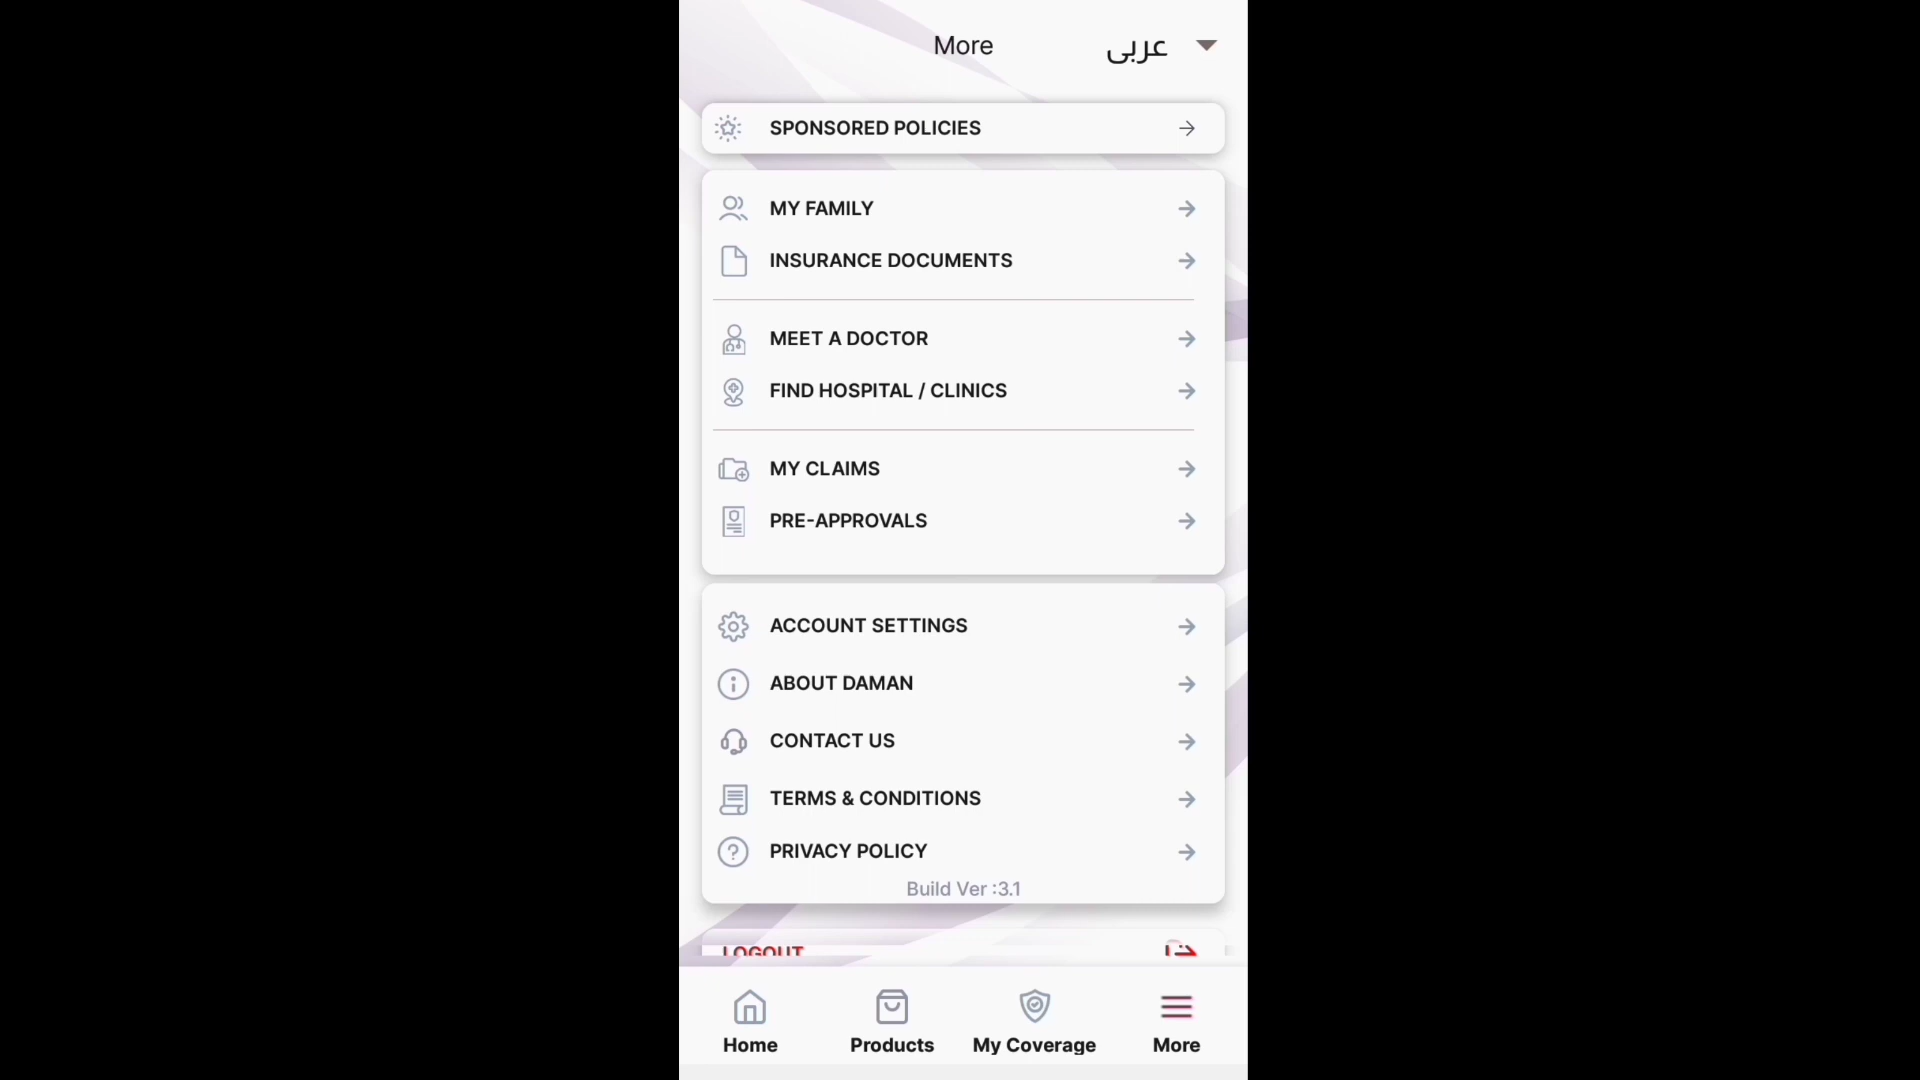 More
عربى
SPONSORED POLICIES
MY FAMILY
INSURANCE DOCUMENTS
MEET A DOCTOR
FIND HOSPITAL / CLINICS
MY CLAIMS
PRE-APPROVALS
ACCOUNT SETTINGS
ABOUT DAMAN
CONTACT US
TERMS & CONDITIONS
PRIVACY POLICY
Build Ver :3.1
LOGOUT
Home
Products
My Coverage
More